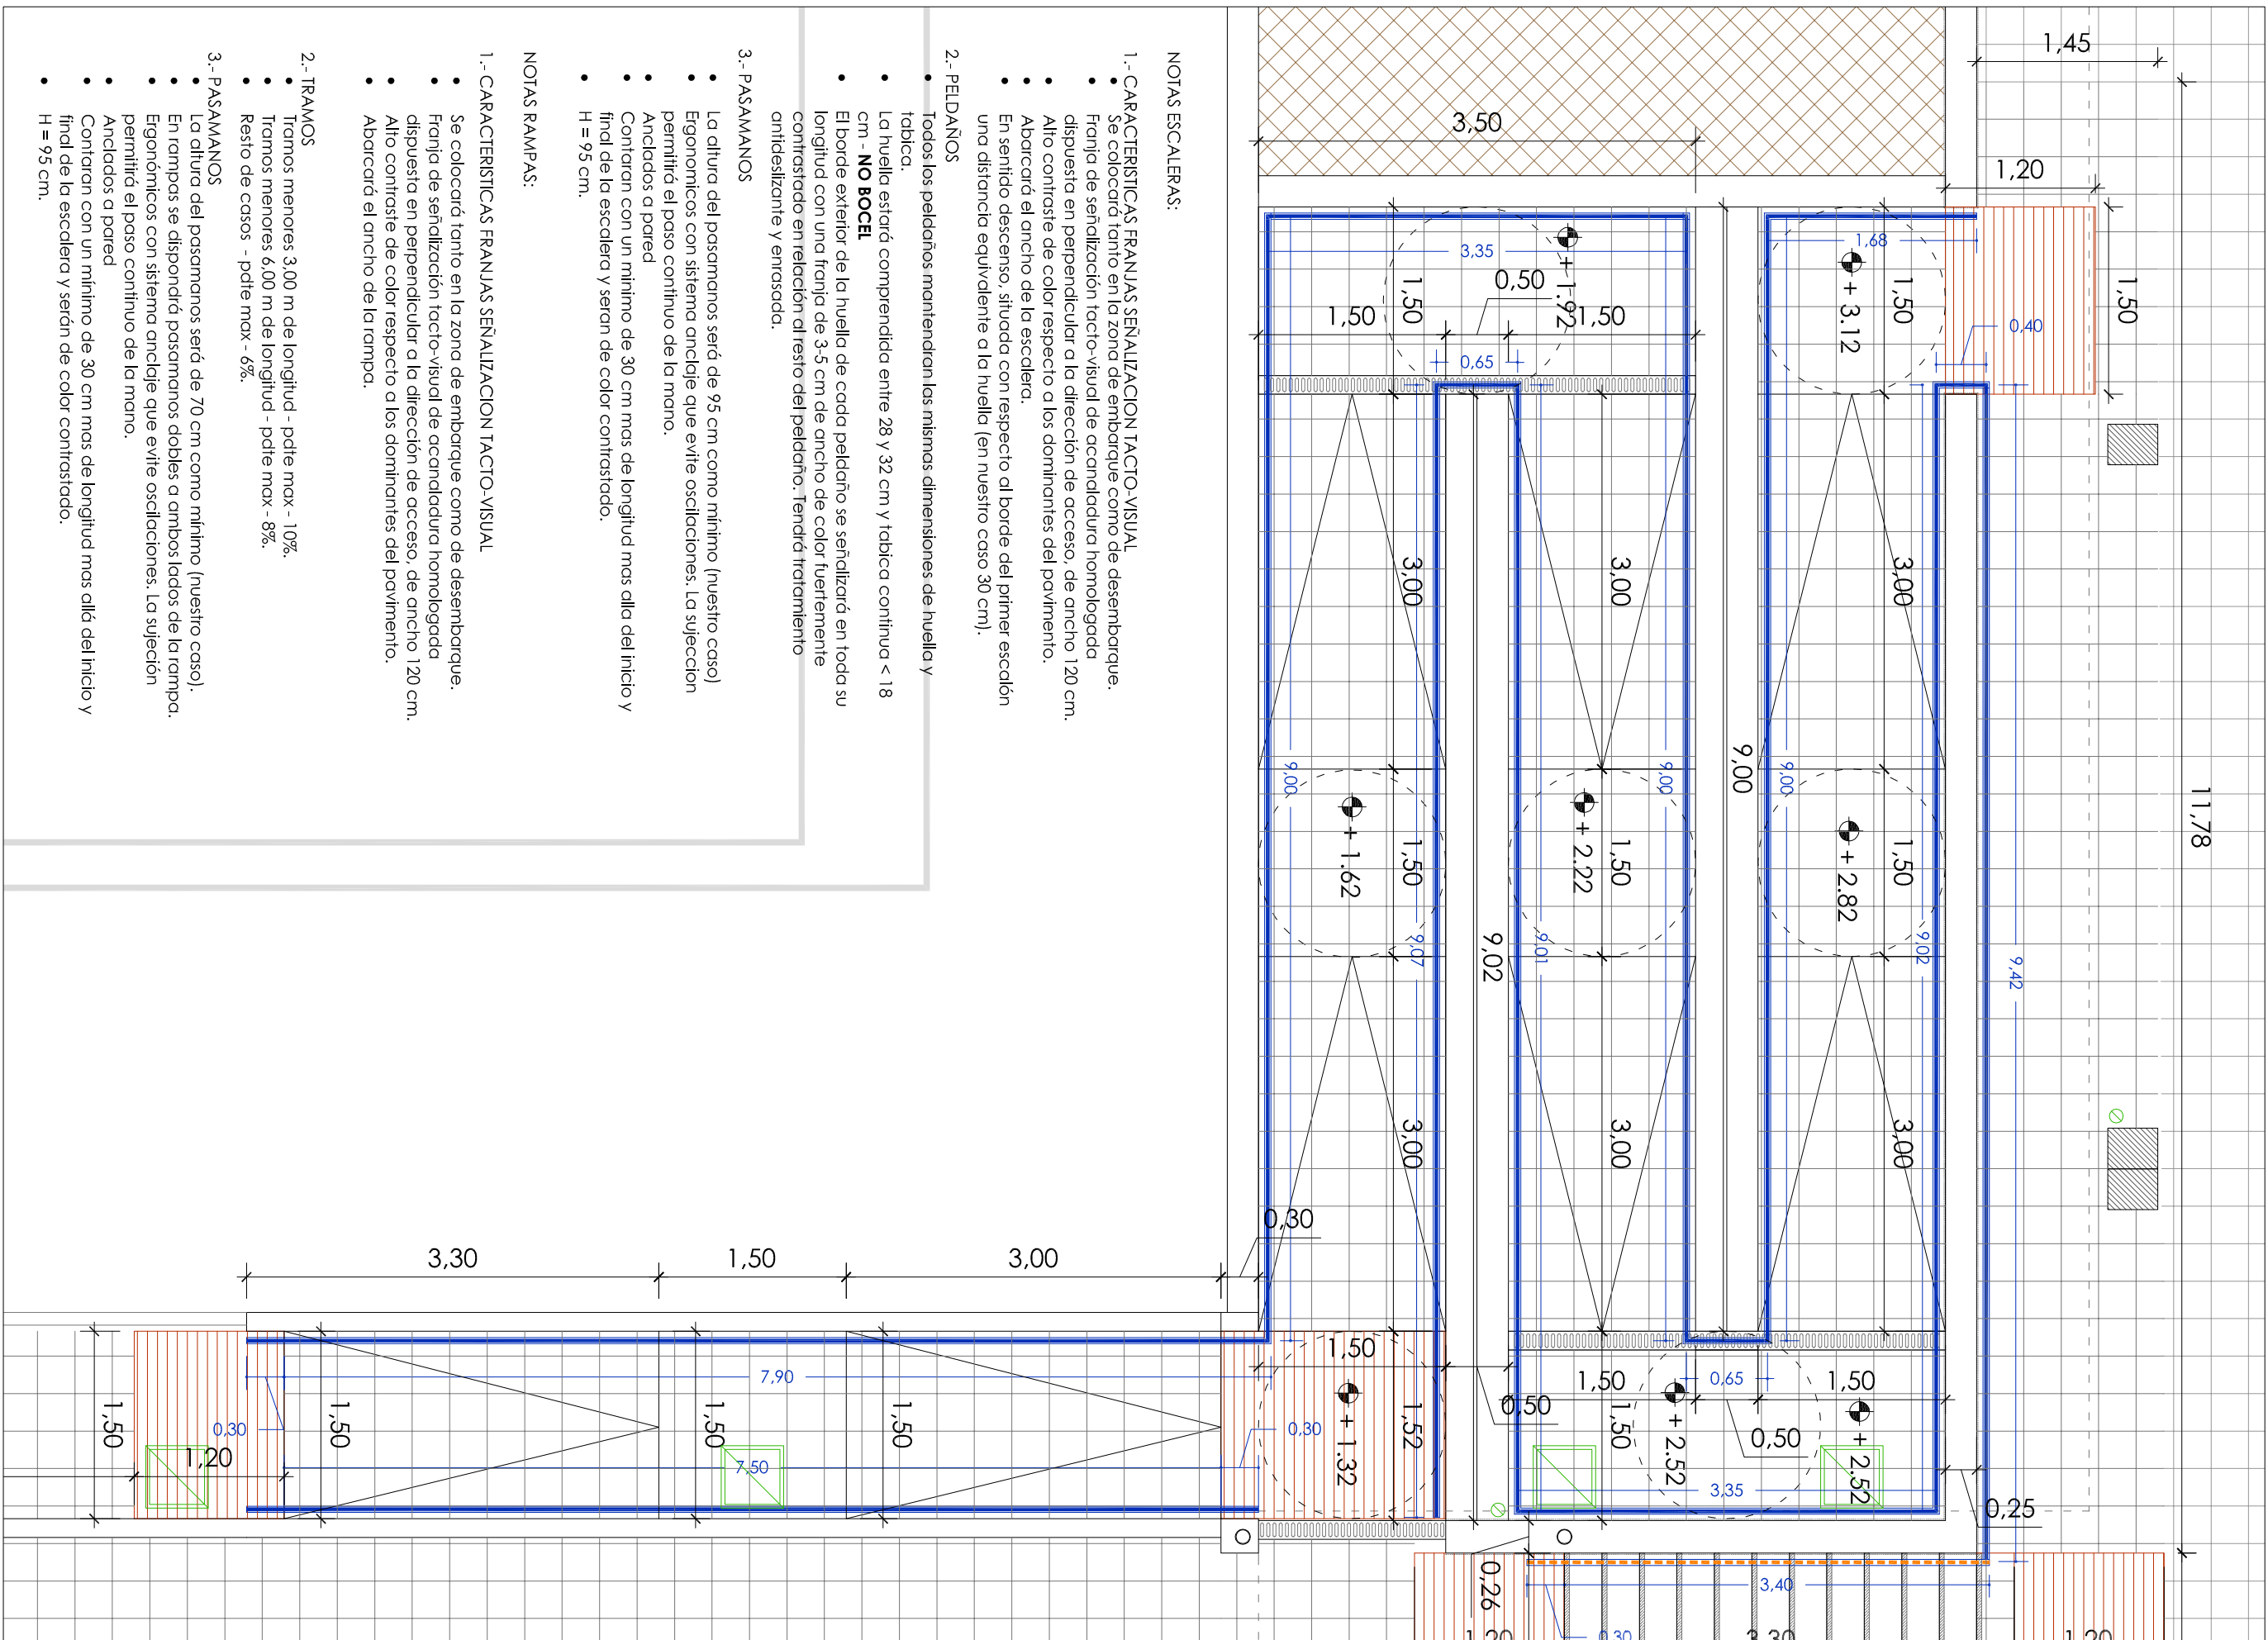 NOTAS ESCALERAS:
1.- CARACTERISTICAS FRANJAS SEÑALIZACION TACTO-VISUAL
• Se colocará tanto en la zona de embarque como de desembarque.
• Franja de señalización tacto-visual de acanaladura homologada
dispuesta en perpendicular a la dirección de acceso, de ancho 120 cm.
• Alto contraste de color respecto a los dominantes del pavimento.
• Abarcará el ancho de la escalera.
• En sentido descenso, situada con respecto al borde del primer escalón
una distancia equivalente a la huella (en nuestro caso 30 cm).
2.- PELDAÑOS
• Todos los peldaños mantendran las mismas dimensiones de huella y
tabica.
• La huella estará comprendida entre 28 y 32 cm y tabica continua < 18
cm - NO BOCEL
• El borde exterior de la huella de cada peldaño se señalizará en toda su
longitud con una franja de 3-5 cm de ancho de color fuertemente
contrastado en relación al resto del peldaño. Tendrá tratamiento
antideslizante y enrasada.
3.- PASAMANOS
• La altura del pasamanos será de 95 cm como mínimo (nuestro caso)
• Ergonomicos con sistema anclaje que evite oscilaciones. La sujeccion
permitirá el paso continuo de la mano.
• Anclados a pared
• Contaran con un minimo de 30 cm mas de longitud mas alla del inicio y
final de la escalera y seran de color contrastado.
• H = 95 cm.
NOTAS RAMPAS:
1.- CARACTERISTICAS FRANJAS SEÑALIZACION TACTO-VISUAL
• Se colocará tanto en la zona de embarque como de desembarque.
• Franja de señalización tacto-visual de acanaladura homologada
dispuesta en perpendicular a la dirección de acceso, de ancho 120 cm.
• Alto contraste de color respecto a los dominantes del pavimento.
• Abarcará el ancho de la rampa.
2.- TRAMOS
• Tramos menores 3,00 m de longitud - pdte max - 10%.
• Tramos menores 6,00 m de longitud - pdte max - 8%.
• Resto de casos - pdte max - 6%.
3.- PASAMANOS
• La altura del pasamanos será de 70 cm como mínimo (nuestro caso).
• En rampas se dispondrá pasamanos dobles a ambos lados de la rampa.
• Ergonómicos con sistema anclaje que evite oscilaciones. La sujeción
permitirá el paso continuo de la mano.
• Anclados a pared
• Contaran con un mínimo de 30 cm mas de longitud mas allá del inicio y
final de la escalera y serán de color contrastado.
• H = 95 cm.
1,45
3,50
1,20
3,35
1,68
1,50
1,50
1,50
0,50
+ 1.92
+ 3.12
1,50
1,50
0,40
0,65
3,00
3,00
3,00
9,00
9,00
9,00
9,00
11,78
+ 1.62
1,50
+ 2.22
1,50
+ 2.82
1,50
9,07
9,02
9,01
9,02
9,42
3,00
3,00
3,00
0,30
3,30
1,50
3,00
1,50
7,90
0,65
1,50
1,50
1,50
0,30
1,50
1,20
1,50
7,50
1,50
0,30
+ 1.32
1,52
0,50
1,50
+ 2.52
0,50
+ 2.52
3,35
0,25
0,26
3,40
1,20
0,30
3,30
1,20